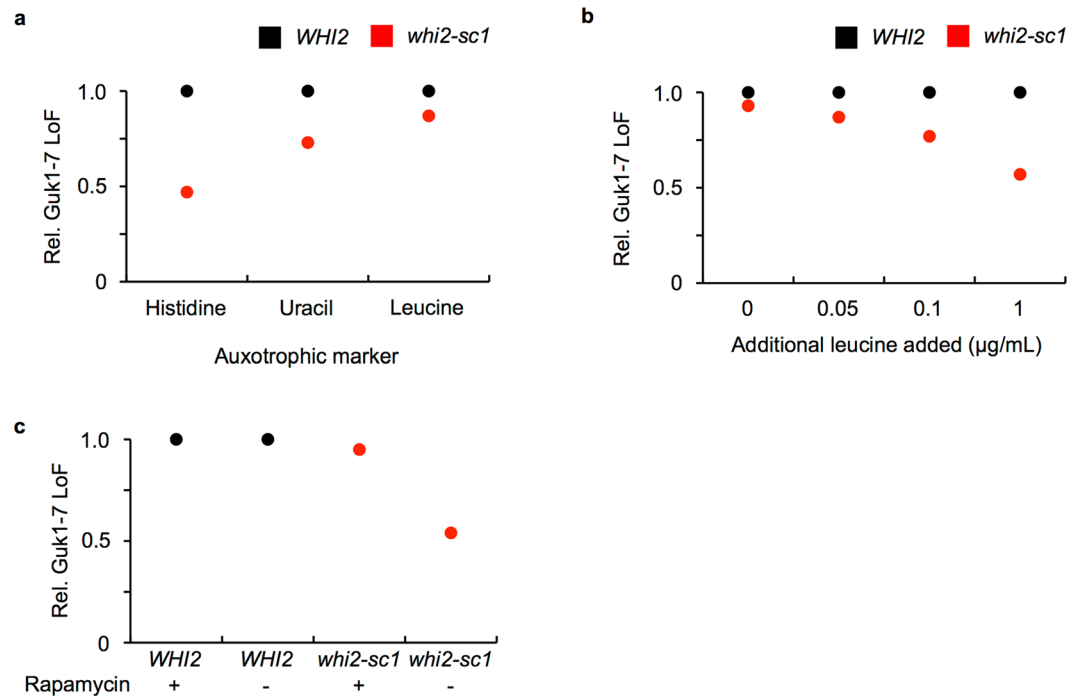 a
WHI2 whi2-sc1
Rel. Guk1-7 LoF
1.0
0.5
0
Histidine Uracil Leucine
Auxotrophic marker
b
WHI2 whi2-sc1
Rel. Guk1-7 LoF
1.0
0.5
0
0 0.05 0.1 1
Additional leucine added (µg/mL)
c
Rel. Guk1-7 LoF
1.0
0.5
0
WHI2 WHI2 whi2-sc1 whi2-sc1
Rapamycin + - + -